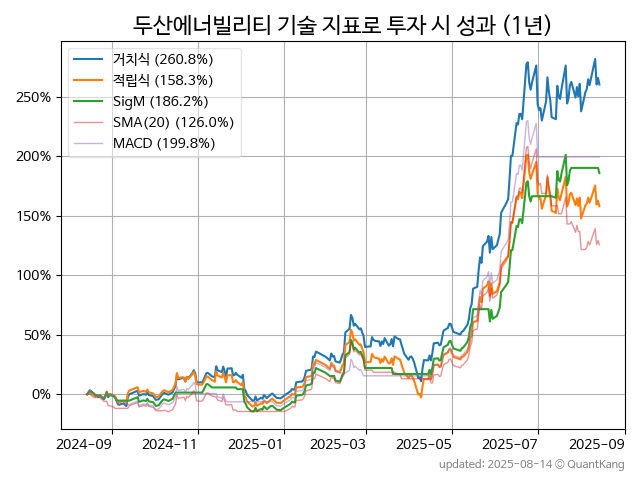 두산에너빌리티 기술 지표로 투자 시 성과 (1년)
거치식 (260.8%)
적립식 (158.3%)
SigM (186.2%)
SMA(20) (126.0%)
MACD (199.8%)
250%
200%
150%
100%
50%
0%
2024-09 2024-11 2025-01 2025-03 2025-05 2025-07 2025-09
updated: 2025-08-14 © QuantKang